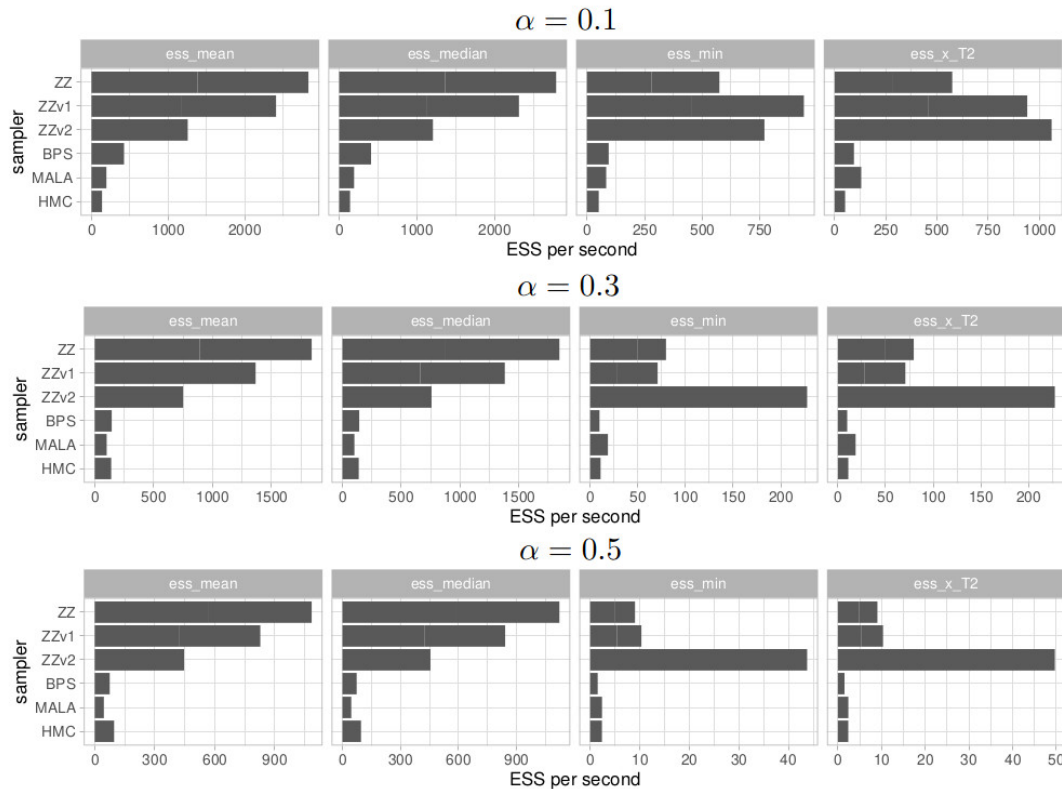 α = 0.1
ess_mean ess_median ess_min ess_x_T2
sampler
ZZ
ZZv1
ZZv2
BPS
MALA
HMC
0 1000 2000 0 1000 2000 0 250 500 750 0 250 500 750 1000
ESS per second
α = 0.3
ess_mean ess_median ess_min ess_x_T2
sampler
ZZ
ZZv1
ZZv2
BPS
MALA
HMC
0 500 1000 1500 0 500 1000 1500 0 50 100 150 200 0 50 100 150 200
ESS per second
α = 0.5
ess_mean ess_median ess_min ess_x_T2
sampler
ZZ
ZZv1
ZZv2
BPS
MALA
HMC
0 300 600 900 0 300 600 900 0 10 20 30 40 0 10 20 30 40 50
ESS per second